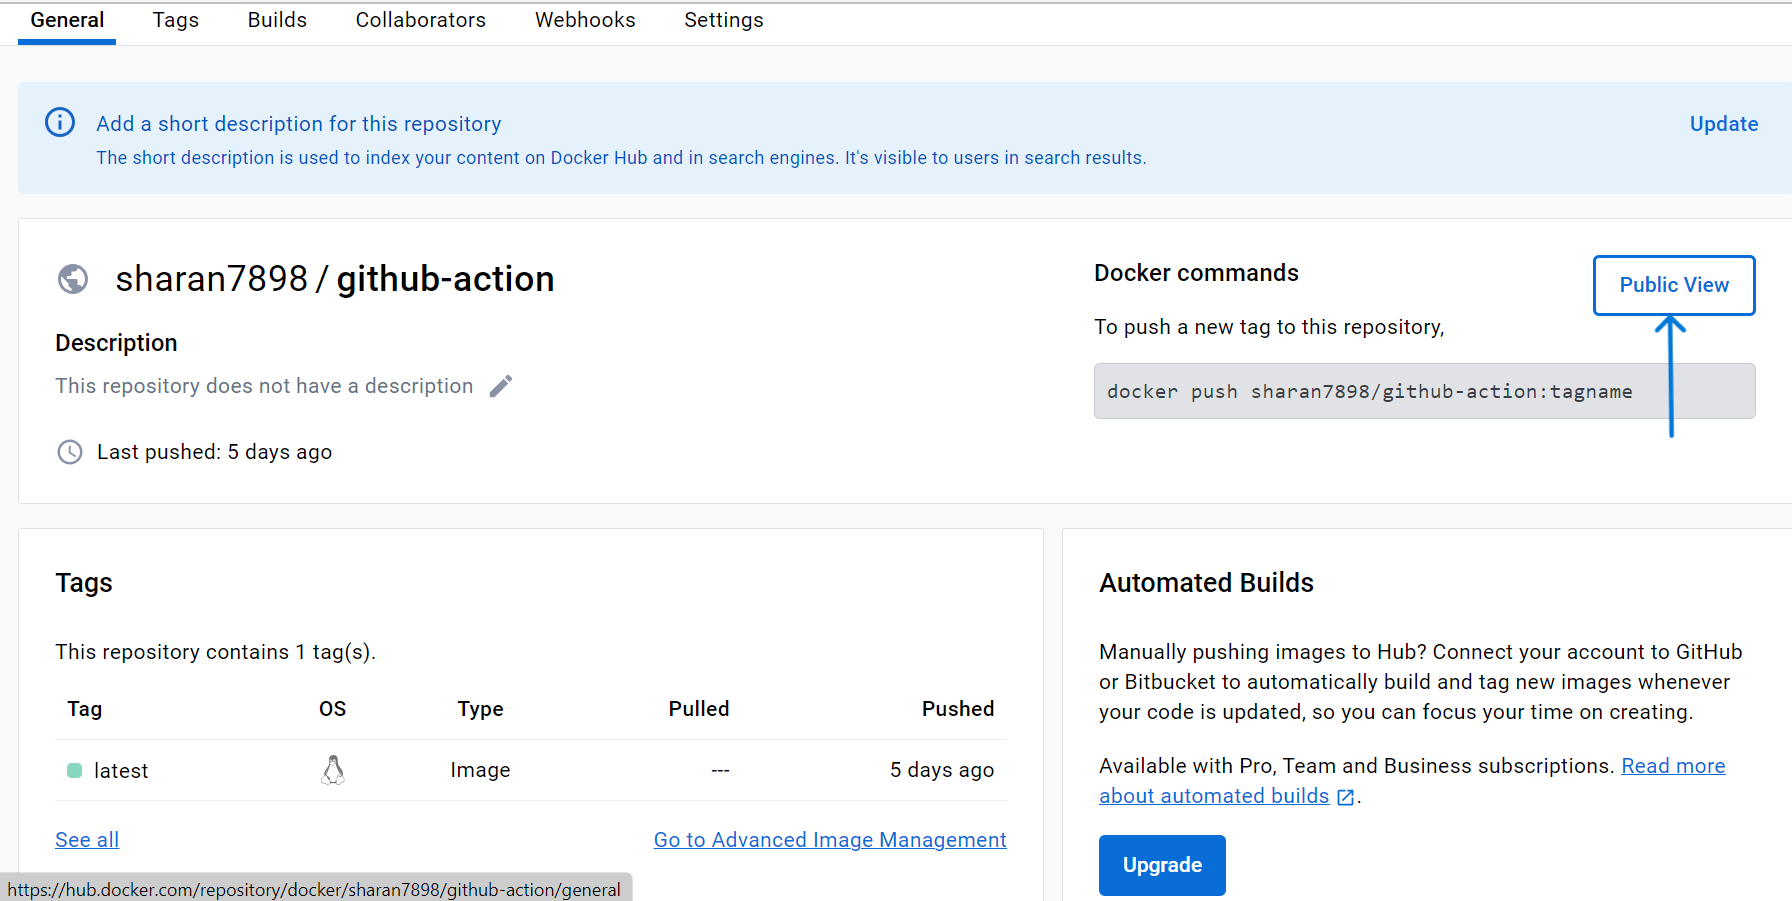 General Tags Builds Collaborators Webhooks Settings
Add a short description for this repository
Update
The short description is used to index your content on Docker Hub and in search engines. It's visible to users in search results.
sharan7898 / github-action
Description
This repository does not have a description
Last pushed: 5 days ago
Docker commands
Public View
To push a new tag to this repository,
docker push sharan7898/github-action:tagname
Tags
This repository contains 1 tag(s).
Tag OS Type Pulled Pushed
latest Image --- 5 days ago
See all Go to Advanced Image Management
Automated Builds
Manually pushing images to Hub? Connect your account to GitHub
or Bitbucket to automatically build and tag new images whenever
your code is updated, so you can focus your time on creating.
Available with Pro, Team and Business subscriptions. Read more
about automated builds .
Upgrade
https://hub.docker.com/repository/docker/sharan7898/github-action/general